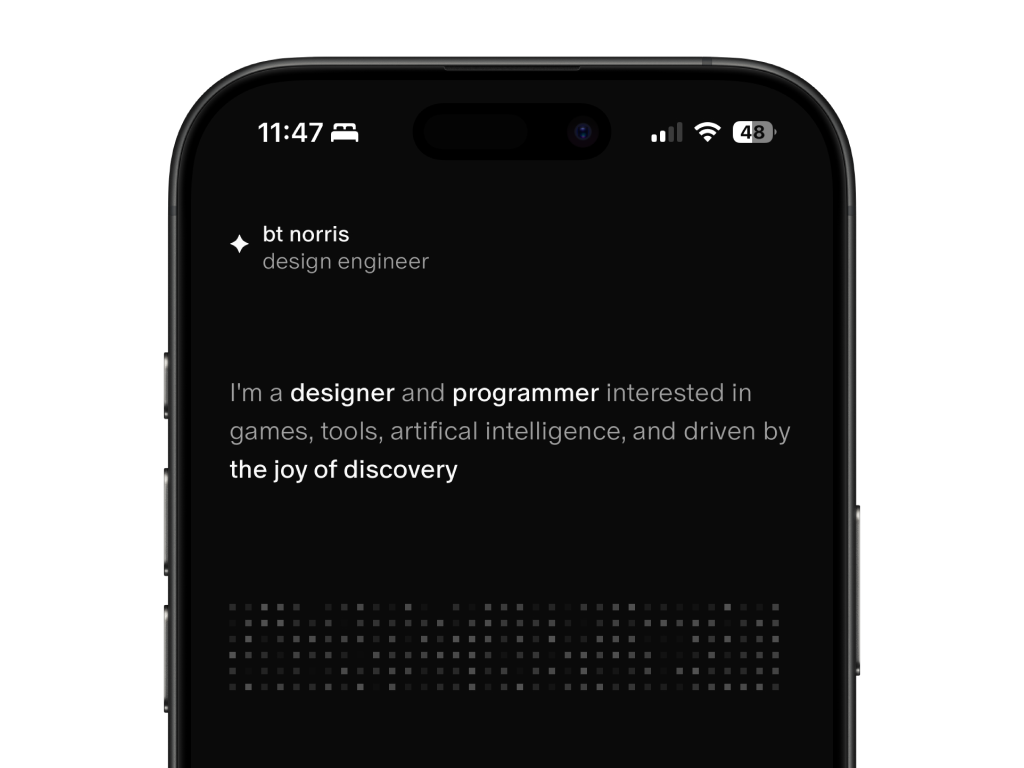 11:47
48
bt norris
design engineer
I'm a designer and programmer interested in
games, tools, artifical intelligence, and driven by
the joy of discovery